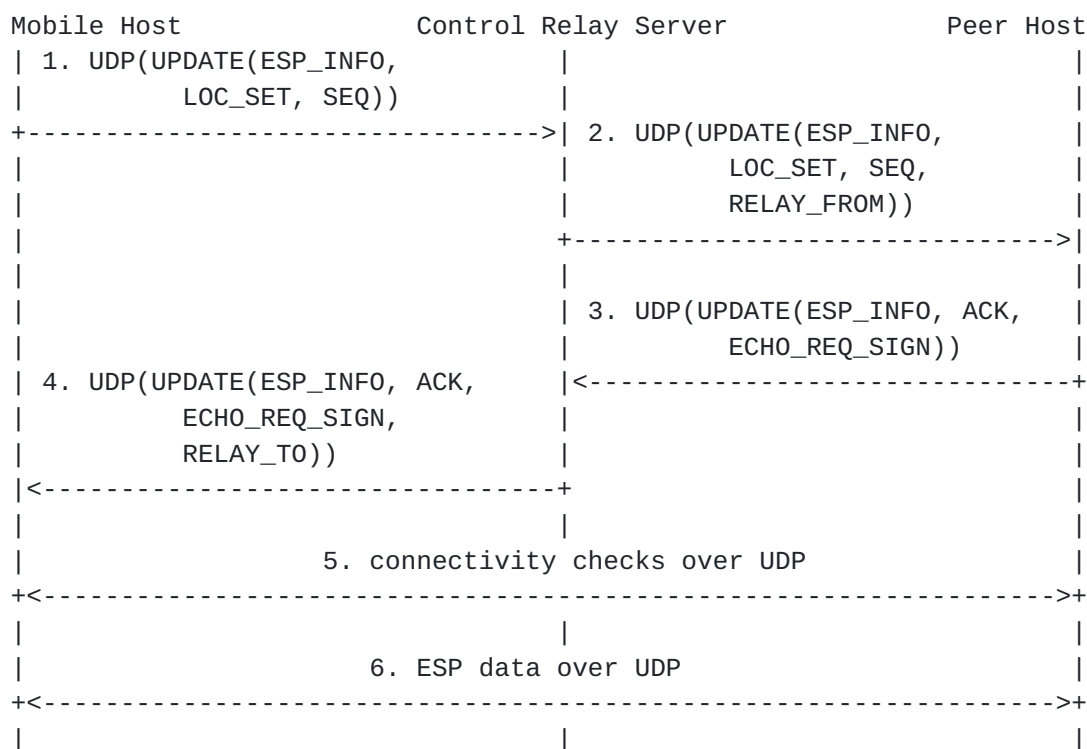 Mobile Host               Control Relay Server              Peer Host
| 1. UDP(UPDATE(ESP_INFO,          |                                |
|          LOC_SET, SEQ))          |                                |
+--------------------------------->| 2. UDP(UPDATE(ESP_INFO,        |
|                                  |          LOC_SET, SEQ,         |
|                                  |          RELAY_FROM))          |
|                                  +------------------------------->|
|                                  |                                |
|                                  | 3. UDP(UPDATE(ESP_INFO, ACK,   |
|                                  |          ECHO_REQ_SIGN))       |
| 4. UDP(UPDATE(ESP_INFO, ACK,     |<-------------------------------+
|          ECHO_REQ_SIGN,          |                                |
|          RELAY_TO))              |                                |
|<---------------------------------+                                |
|                                  |                                |
|                   5. connectivity checks over UDP                 |
+<----------------------------------------------------------------->+
|                                  |                                |
|                      6. ESP data over UDP                         |
+<----------------------------------------------------------------->+
|                                  |                                |